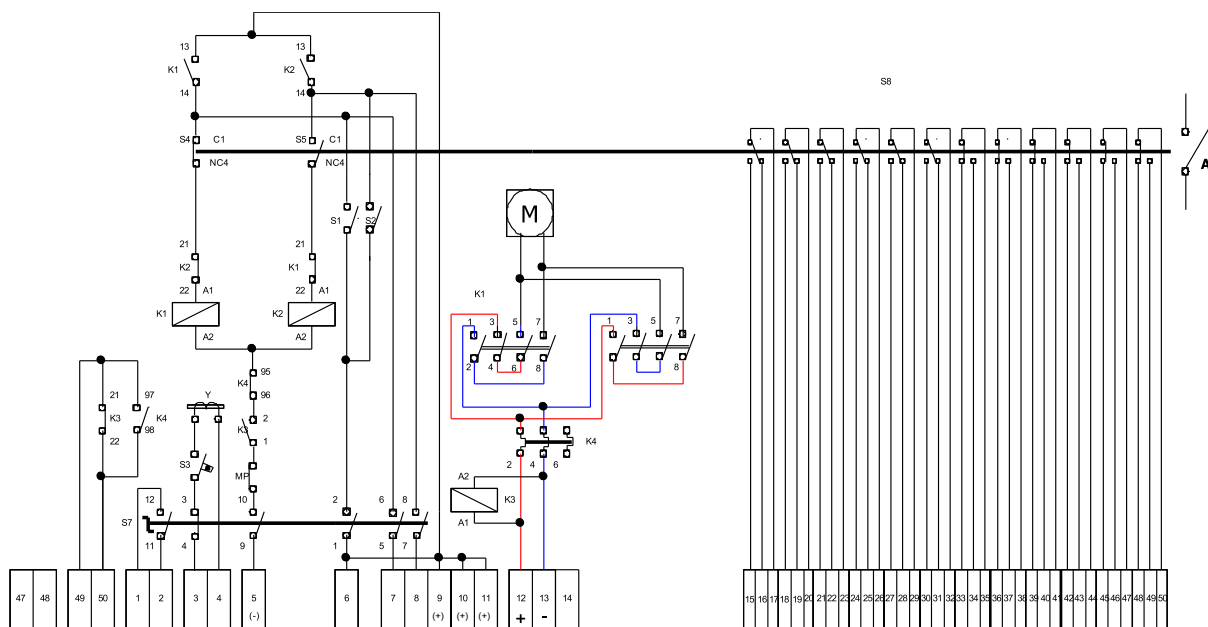 13 13
K1 K2
14 14
S8
S4 C1 S5 C1
NC4 NC4
A
M
S1 S2
21 21
K2 K1
22 A1 22 A1
K1 K2
A2 A2
K1
1 3 5 7 1 3 5 7
2 4 6 8 8
95
K4
96
21 97 Y 2
K3 K4 K3
22 98 1
K4
2 4 6
S3
MP
A2
K3
A1
12 3 10 2 6 8
S7
11 4 9 1 5 7
47 48 49 50 1 2 3 4 5 6 7 8 9 10 11 12 13 14 15 16 17 18 19 20 21 22 23 24 25 26 27 28 29 30 31 32 33 34 35 36 37 38 39 40 41 42 43 44 45 46 47 48 49 50
(-) (+) (+) (+) + -